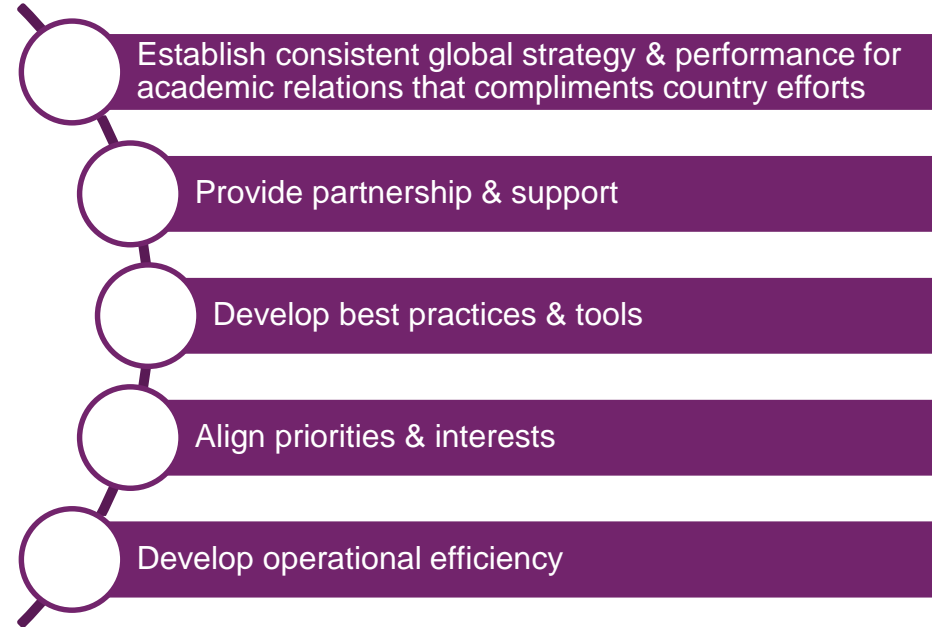 Establish consistent global strategy & performance for
academic relations that compliments country efforts
Provide partnership & support
Develop best practices & tools
Align priorities & interests
Develop operational efficiency